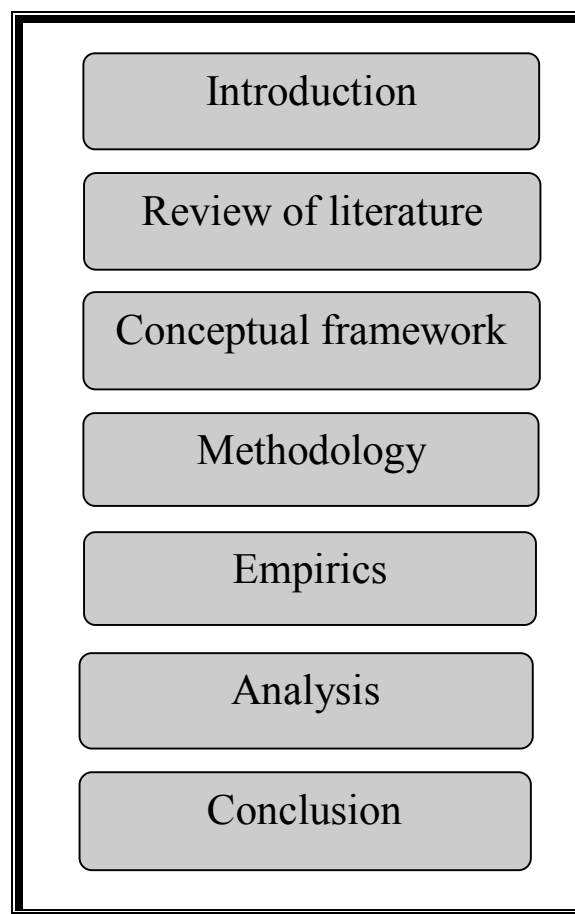 Introduction
Review of literature
Conceptual framework
Methodology
Empirics
Analysis
Conclusion